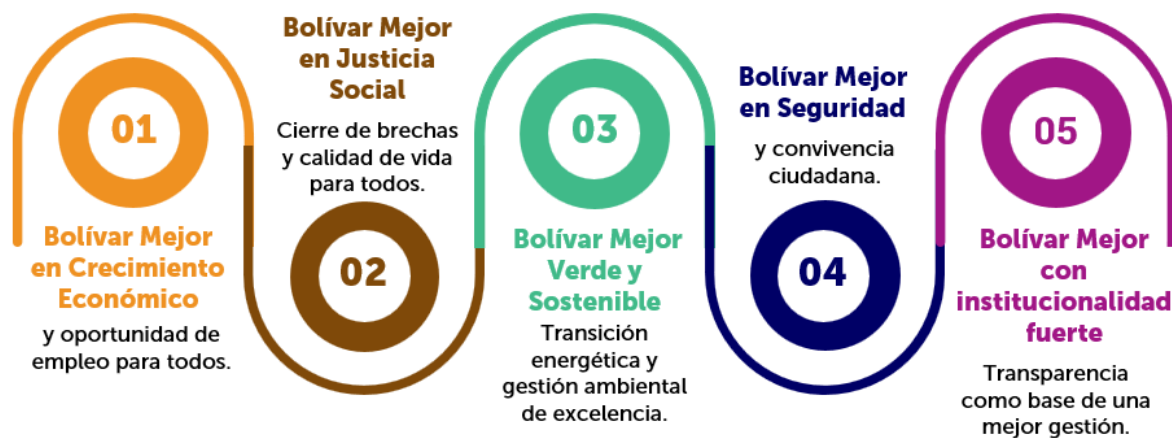 01
Bolívar Mejor
en Crecimiento
Económico
y oportunidad de
empleo para todos.
Bolívar Mejor
en Justicia
Social
Cierre de brechas
y calidad de vida
para todos.
02
03
Bolívar Mejor
Verde y
Sostenible
Transición
energética y
gestión ambiental
de excelencia.
Bolívar Mejor
en Seguridad
y convivencia
ciudadana.
04
05
Bolívar Mejor
con
institucionalidad
fuerte
Transparencia
como base de una
mejor gestión.